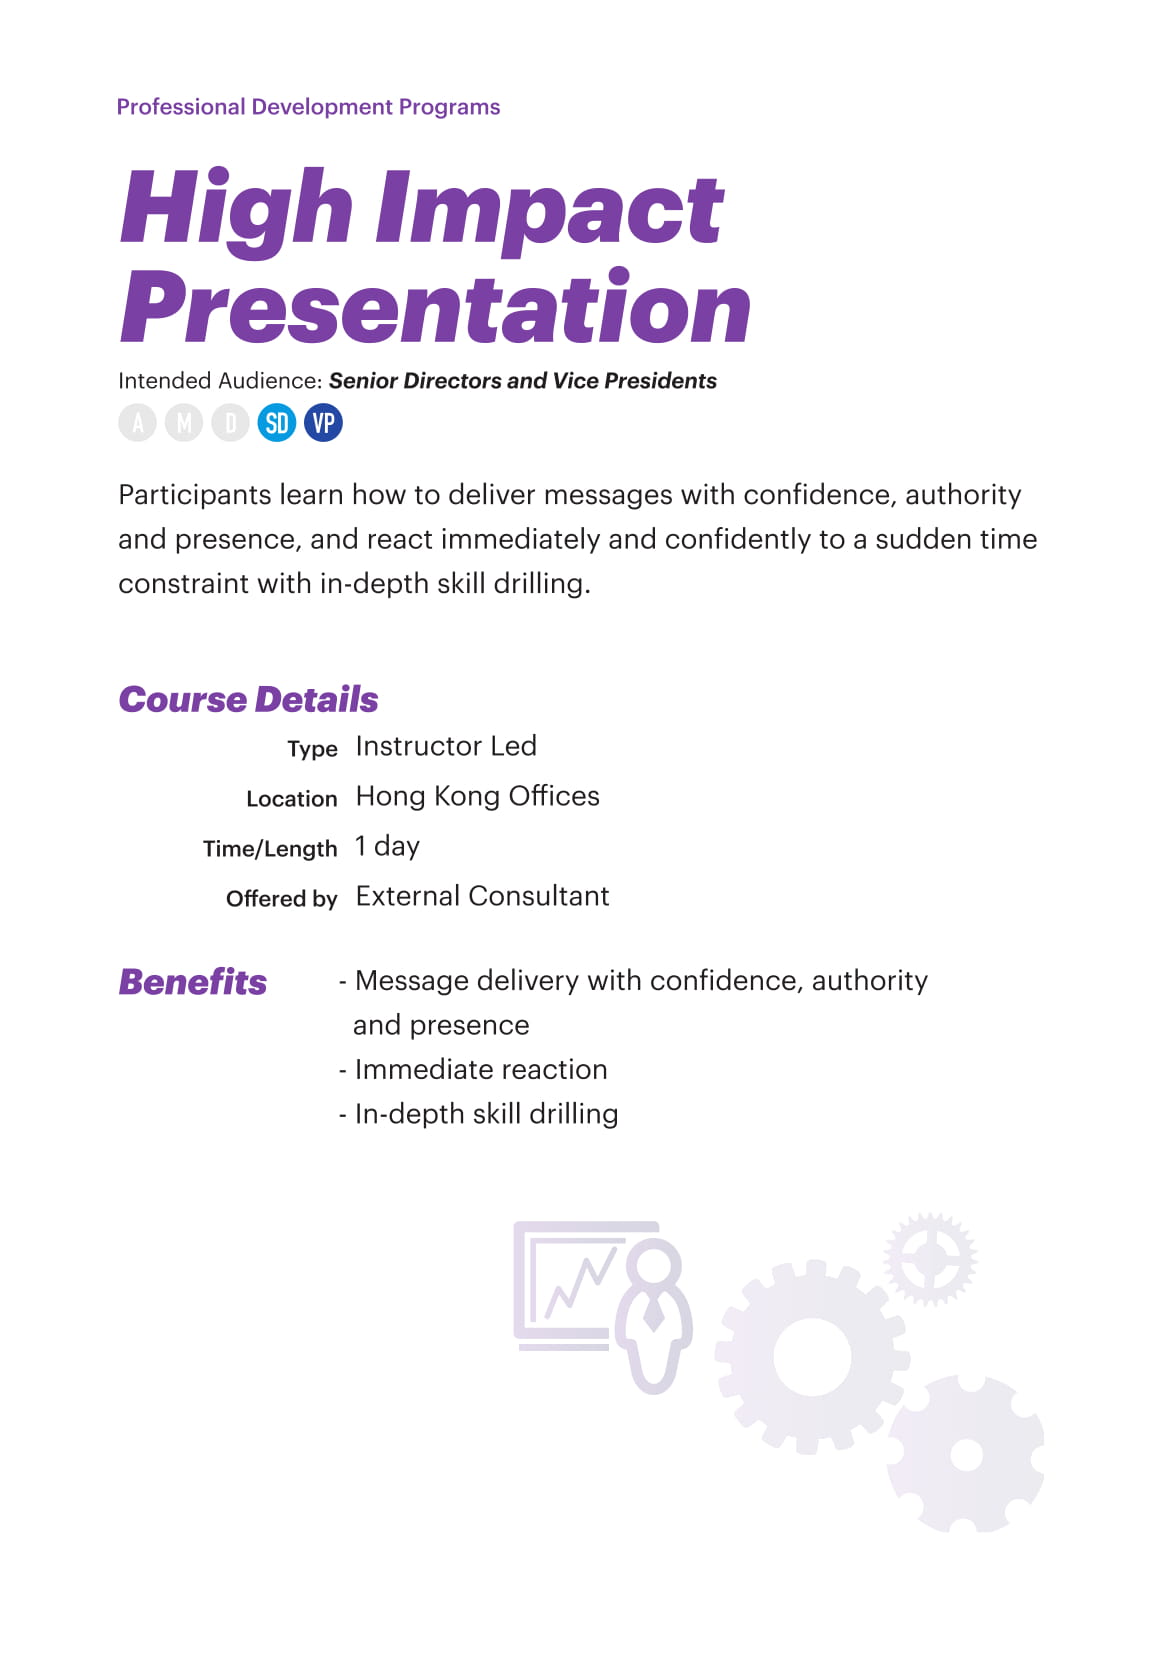 Professional Development Programs
High Impact
Presentation
Intended Audience: Senior Directors and Vice Presidents
A M D SD VP
Participants learn how to deliver messages with confidence, authority
and presence, and react immediately and confidently to a sudden time
constraint with in-depth skill drilling.
Course Details
Type Instructor Led
Location Hong Kong Offices
Time/Length 1 day
Offered by External Consultant
Benefits - Message delivery with confidence, authority
and presence
- Immediate reaction
- In-depth skill drilling